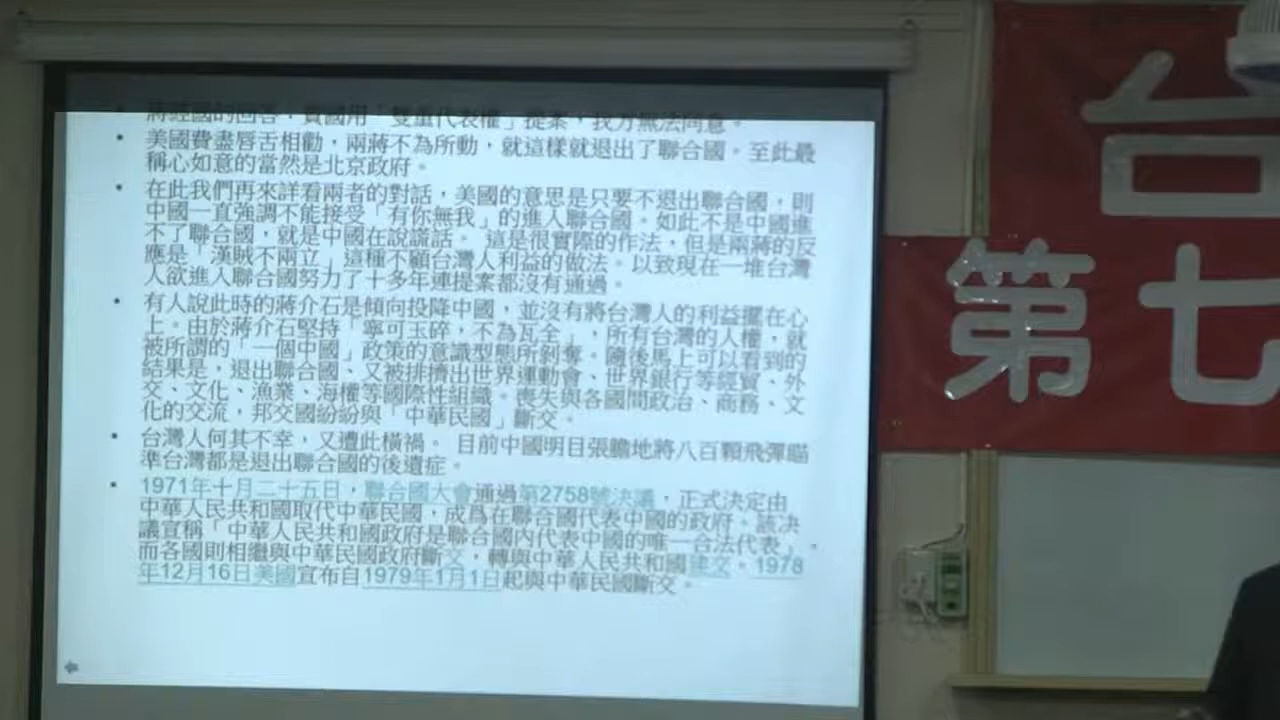 蔣經國的回答：貴國用「雙重代表權」提案，我方無法同意。
美國費盡唇舌相勸，兩蔣不為所動，就這樣就退出了聯合國。至此最
稱心如意的當然是北京政府。
在此我們再來詳看兩者的對話，美國的意思是只要不退出聯合國，則
中國一直強調不能接受「有你無我」的進入聯合國。如此不是中國進
不了聯合國，就是中國在說謊話。 這是很實際的作法，但是兩蔣的反
應是「漢賊不兩立」這種不顧台灣人利益的做法。以致現在一堆台灣
人欲進入聯合國努力了十多年連提案都沒有通過。
有人說此時的蔣介石是傾向投降中國，並沒有將台灣人的利益擺在心
上。由於蔣介石堅持「寧可玉碎，不為瓦全」，所有台灣的人權，就
被所謂的「一個中國」政策的意識型態所剝奪。隨後馬上可以看到的
結果是，退出聯合國、又被排擠出世界運動會、世界銀行等經貿、外
交、文化、漁業、海權等國際性組織。喪失與各國間政治、商務、文
化的交流，邦交國紛紛與「中華民國」斷交。
台灣人何其不幸，又遭此橫禍。 目前中國明目張膽地將八百顆飛彈瞄
準台灣都是退出聯合國的後遺症。
1971年十月二十五日，聯合國大會通過第2758號決議，正式決定由
中華人民共和國取代中華民國，成爲在聯合國代表中國的政府。該決
議宣稱「中華人民共和國政府是聯合國內代表中國的唯一合法代表」。
而各國則相繼與中華民國政府斷交，轉與中華人民共和國建交。1978
年12月16日美國宣布自1979年1月1日起與中華民國斷交。
台
第七